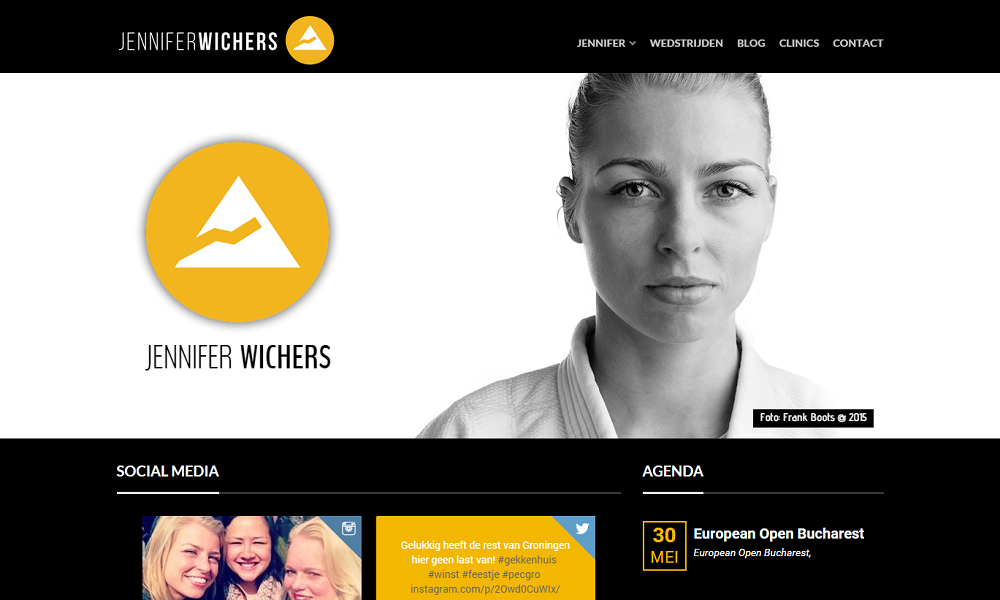 JENNIFERWICHERS
JENNIFER WEDSTRIJDEN BLOG CLINICS CONTACT
JENNIFER WICHERS
Foto: Frank Boots @ 2015
SOCIAL MEDIA
Gelukkig heeft de rest van Groningen
hier geen last van! #gekkenhuis
#winst #feestje #pecgro
instagram.com/p/2Owd0CuWIx/
AGENDA
30
MEI
European Open Bucharest
European Open Bucharest,